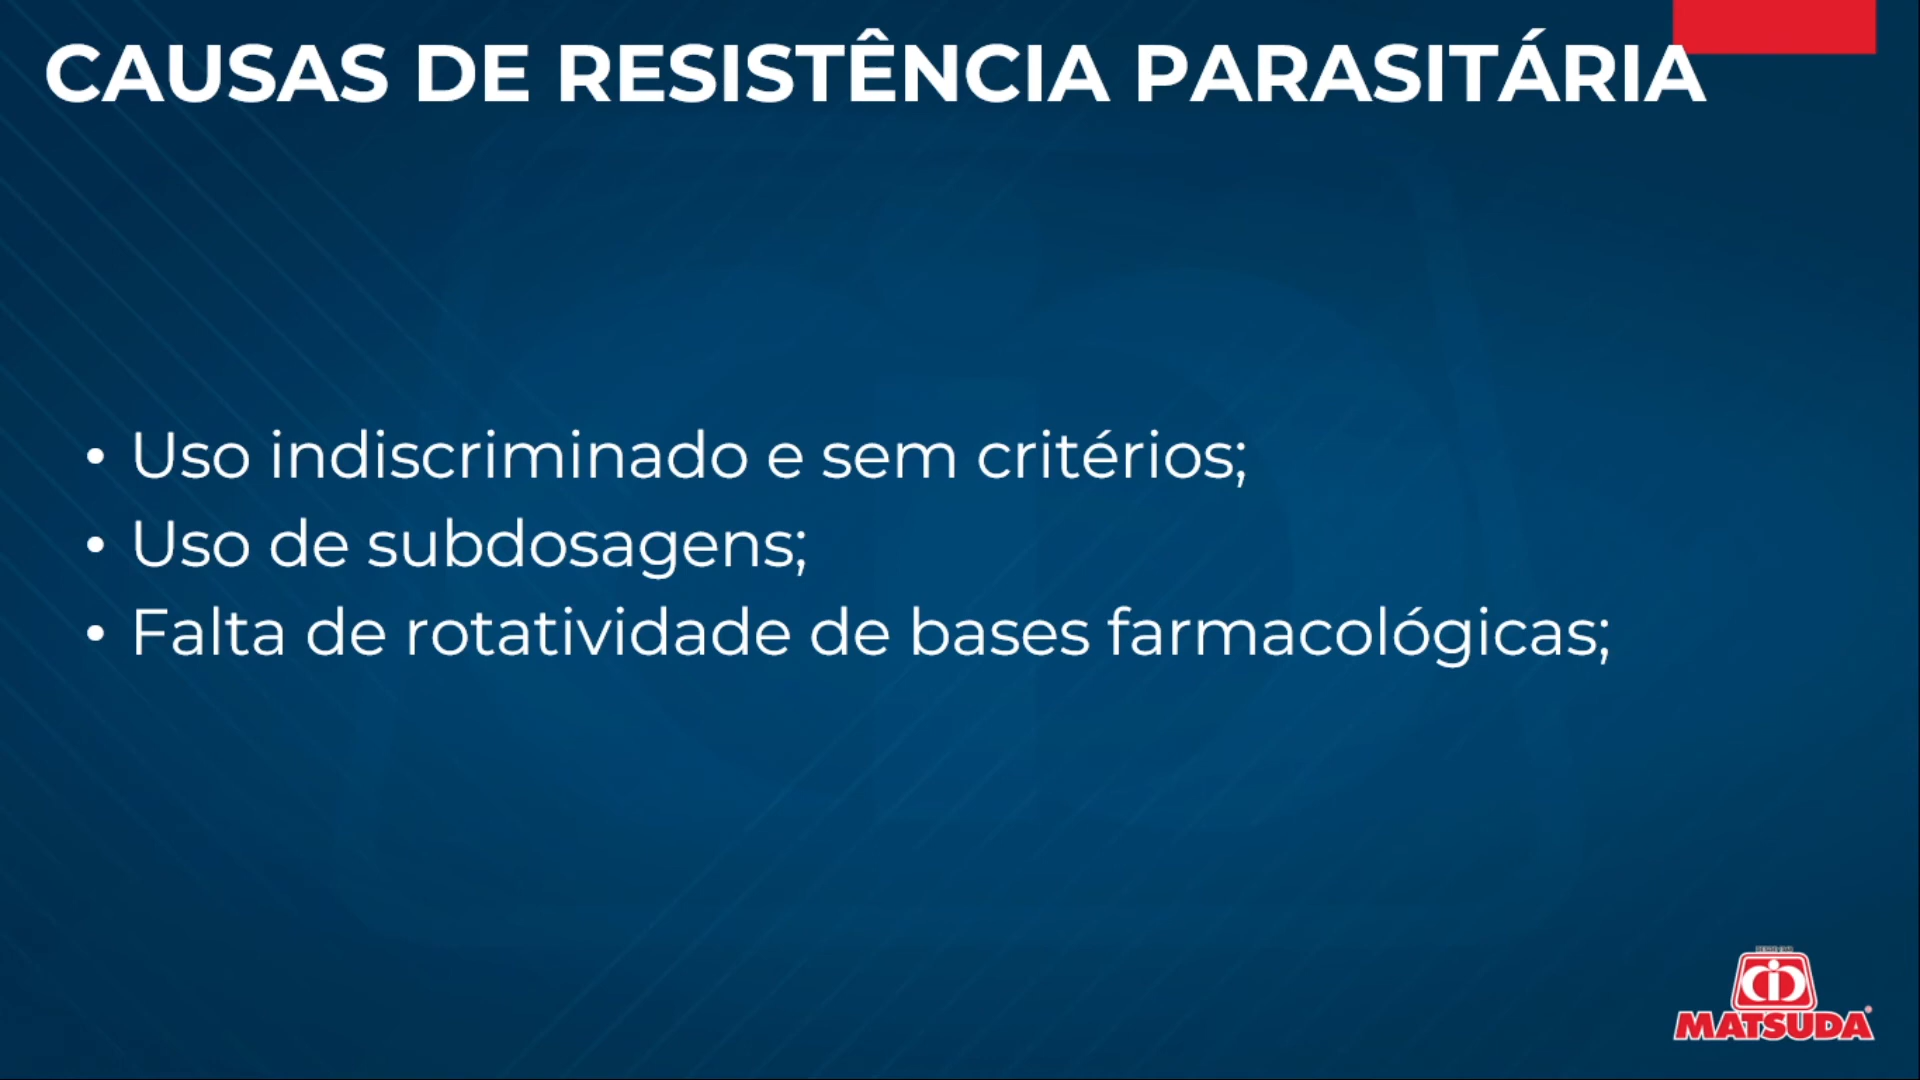 CAUSAS DE RESISTÊNCIA PARASITÁRIA
• Uso indiscriminado e sem critérios;
• Uso de subdosagens;
• Falta de rotatividade de bases farmacológicas;
MATSUDA